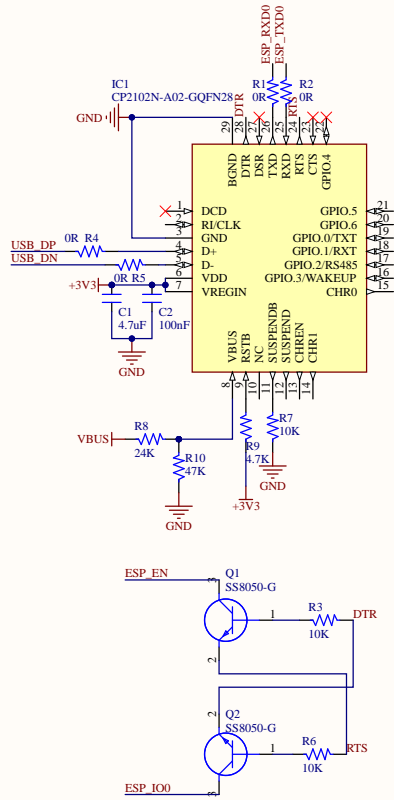 ESP_RXD0
ESP_TXD0
IC1
CP2102N-A02-GQFN28
R1
0R
R2
0R
DTR
RTS
GND
29
28
27
26
25
24
23
22
BGND
DTR
DSR
TXD
RXD
RTS
CTS
GPIO.4
1
DCD
2
RI/CLK
3
GND
USB_DP
0R R4
4
D+
USB_DN
0R R5
5
D-
6
VDD
+3V3
7
VREGIN
GPIO.5
21
GPIO.6
20
GPIO.0/TXT
19
GPIO.1/RXT
18
GPIO.2/RS485
17
GPIO.3/WAKEUP
16
CHR0
15
C1
4.7uF
C2
100nF
GND
VBUS
RSTB
NC
SUSPENDB
SUSPEND
CHREN
CHR1
8
9
10
11
12
13
14
VBUS
R8
24K
R10
47K
GND
R9
4.7K
+3V3
R7
10K
GND
ESP_EN
3
Q1
SS8050-G
1
R3
10K
DTR
2
2
Q2
SS8050-G
1
R6
10K
RTS
ESP_IO0
3